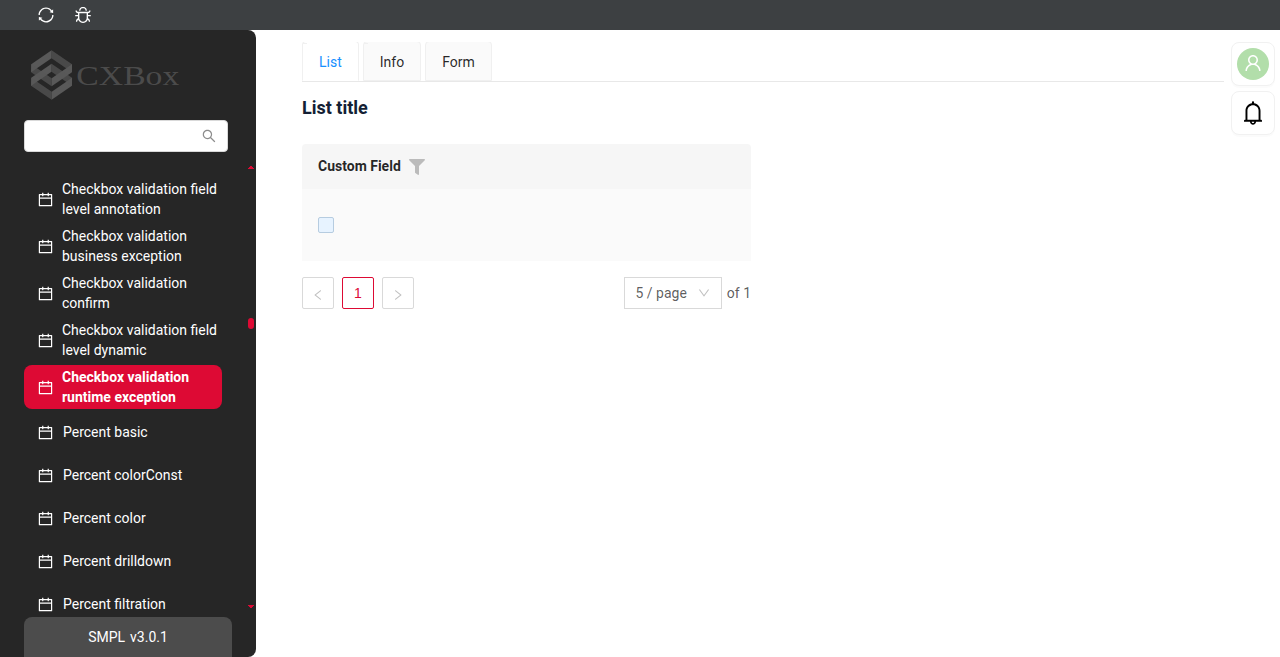 CXBox
Checkbox validation field
level annotation
Checkbox validation
business exception
Checkbox validation
confirm
Checkbox validation field
level dynamic
Checkbox validation
runtime exception
Percent basic
Percent colorConst
Percent color
Percent drilldown
Percent filtration
SMPL v3.0.1
List Info Form
List title
Custom Field
1
5 / page of 1